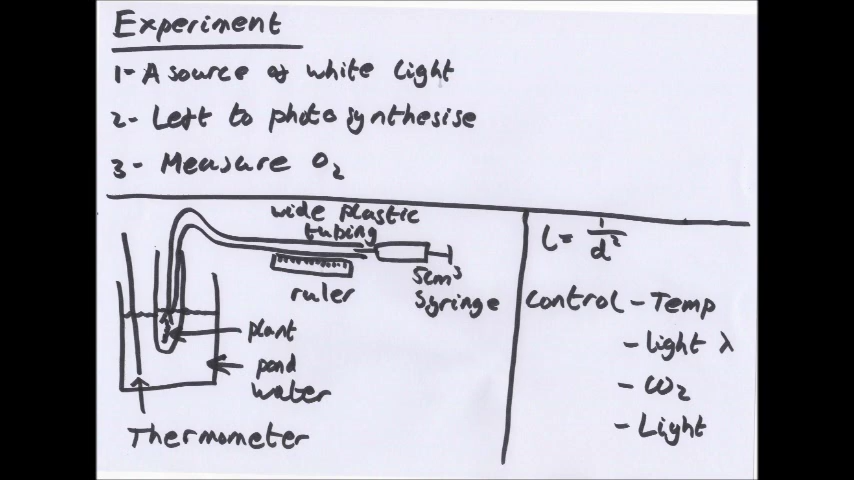 Experiment
1- A source of white light
2- Left to photosynthesise
3- Measure O2
wide plastic
tubing
5cm³
Syringe
ruler
plant
pond
water
Thermometer
L = 1/d²
Control - Temp
- light λ
- CO2
- Light